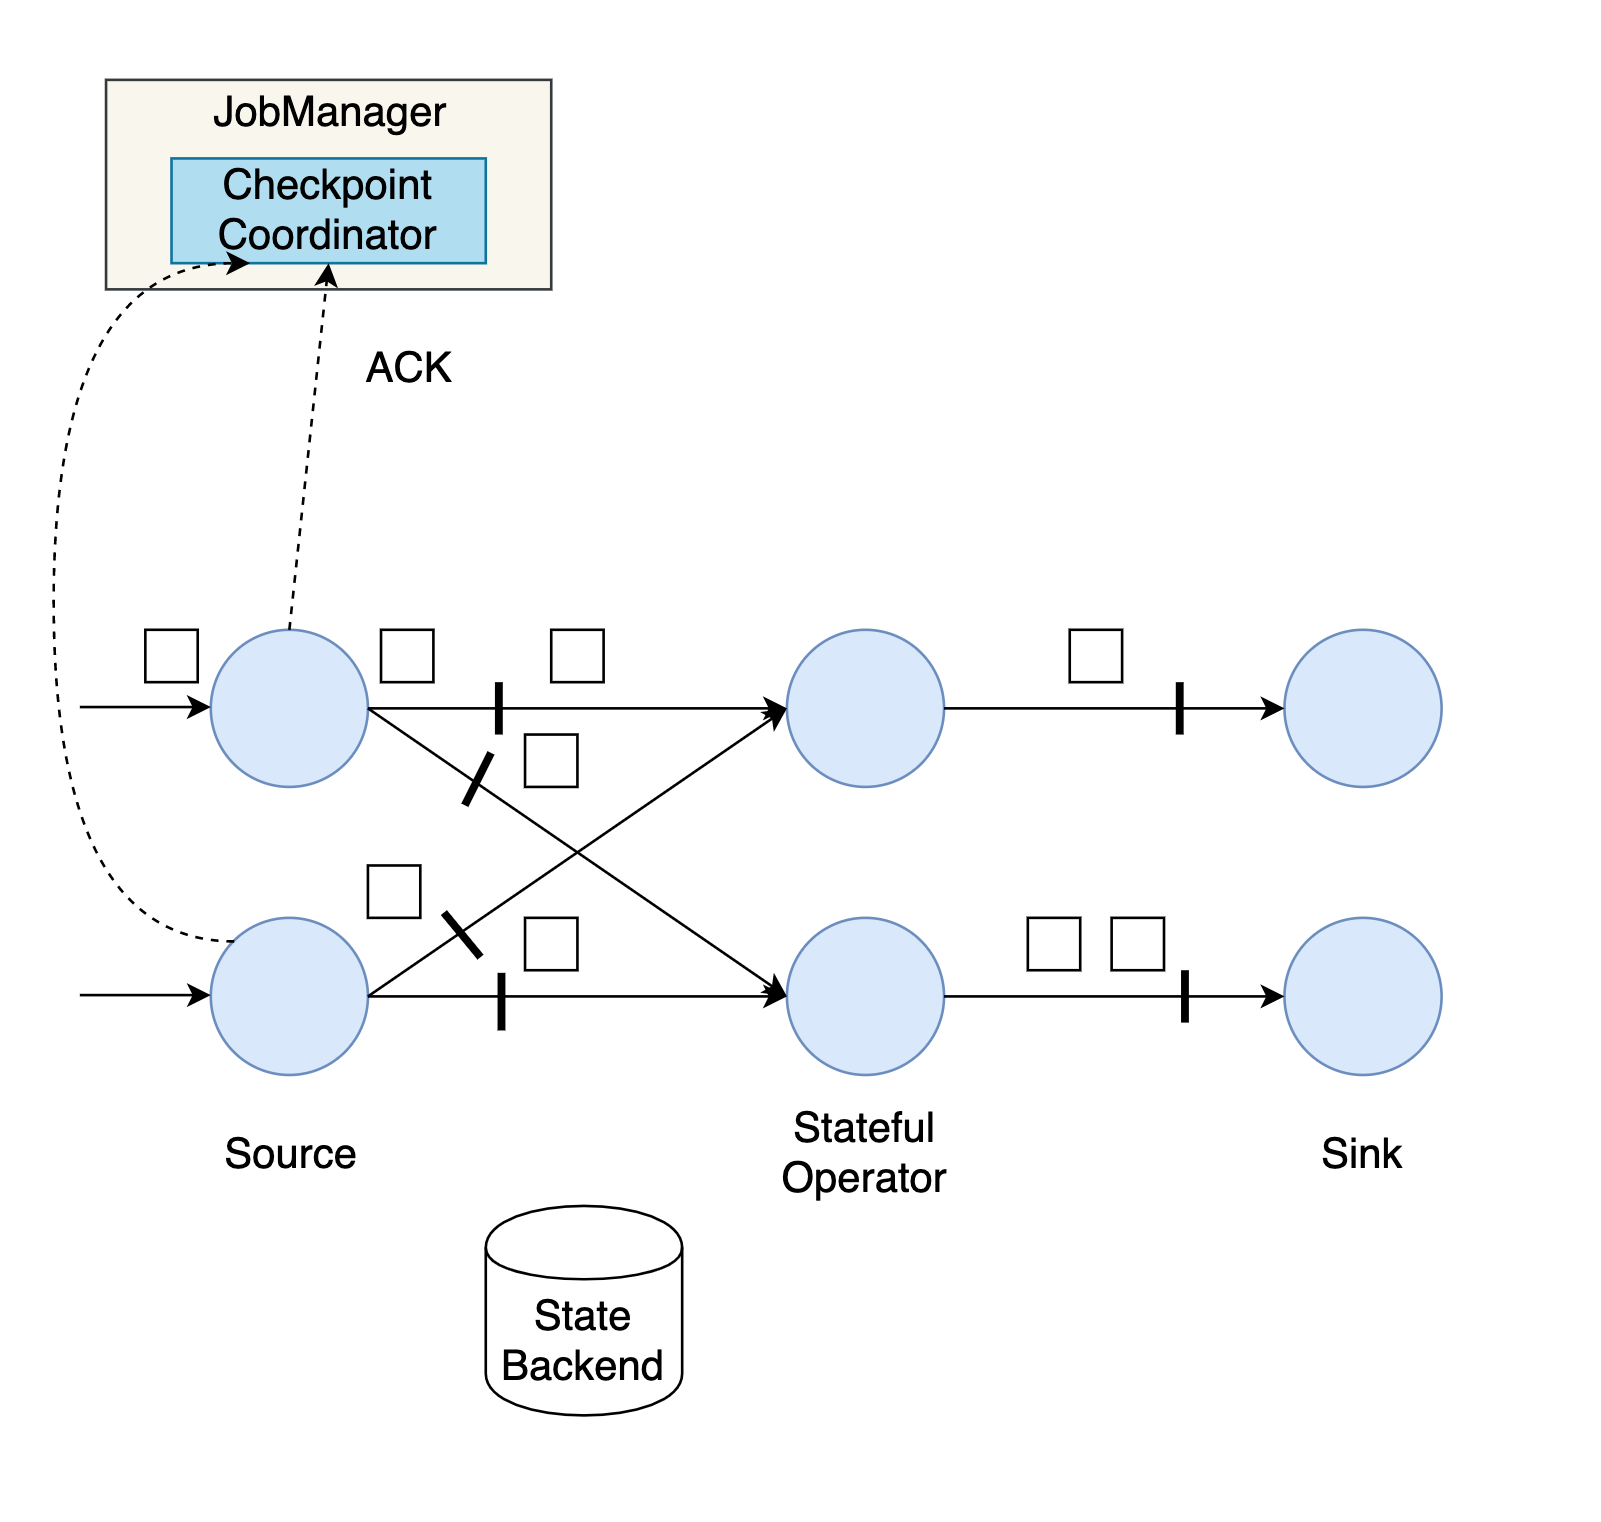 JobManager
Checkpoint
Coordinator
ACK
Source
Stateful
Operator
Sink
State
Backend